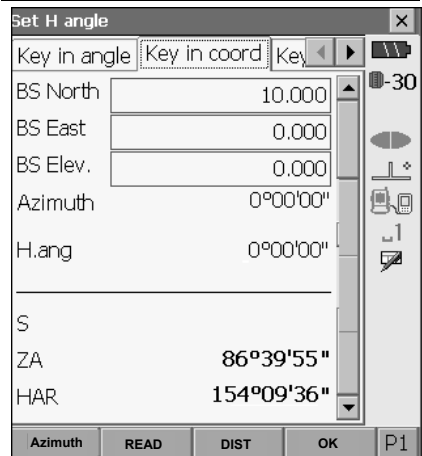 Set H angle
Key in angle Key in coord Key
BS North 10.000
-30
BS East 0.000
BS Elev. 0.000
Azimuth 0°00'00"
H.ang 0°00'00"
1
S
ZA 86°39'55"
HAR 154°09'36"
Azimuth READ DIST OK P1